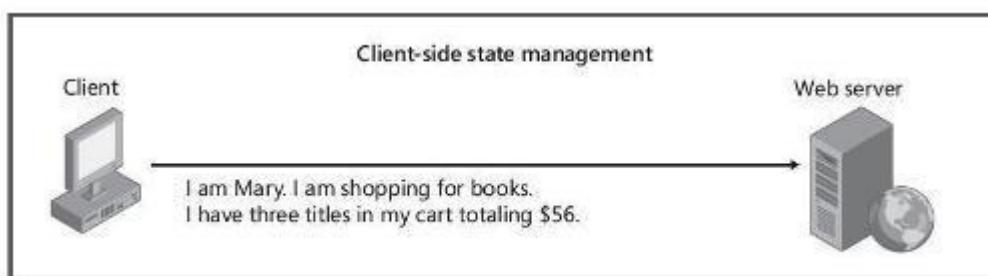 Client-side state management
Client
Web server
I am Mary. I am shopping for books.
I have three titles in my cart totaling $56.